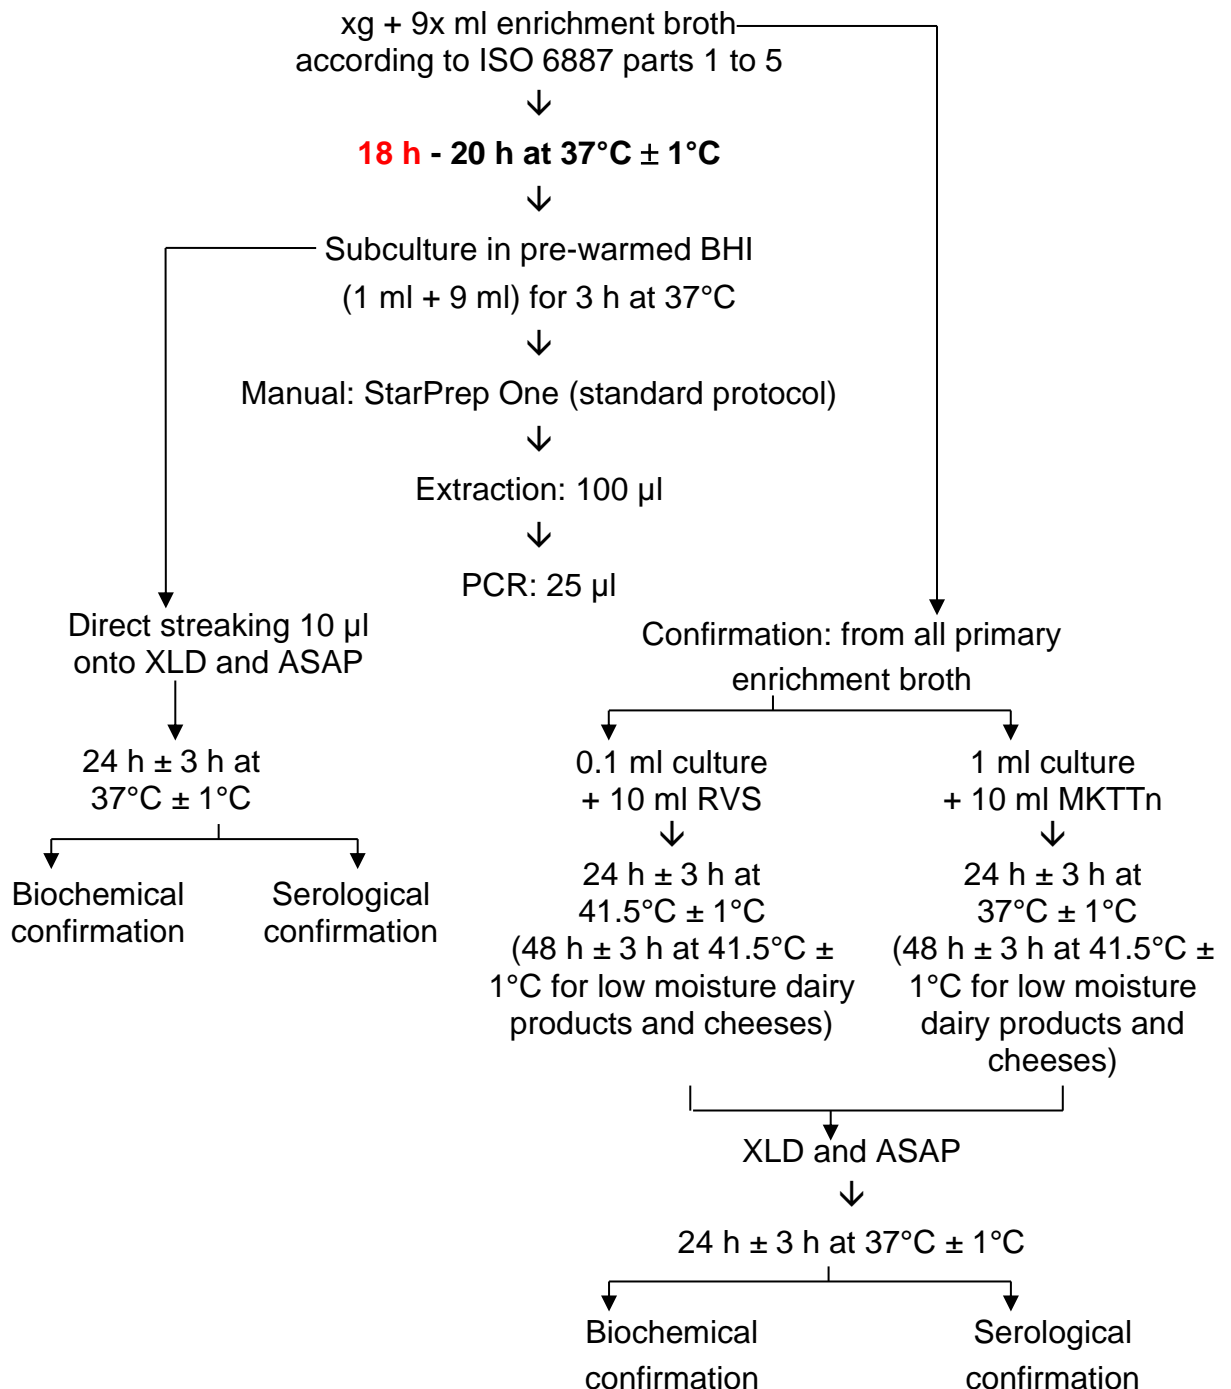 xg + 9x ml enrichment broth
according to ISO 6887 parts 1 to 5
18 h - 20 h at 37°C ± 1°C
Subculture in pre-warmed BHI
(1 ml + 9 ml) for 3 h at 37°C
Manual: StarPrep One (standard protocol)
Extraction: 100 µl
PCR: 25 µl
Direct streaking 10 µl
onto XLD and ASAP
24 h ± 3 h at
37°C ± 1°C
Biochemical
confirmation
Serological
confirmation
Confirmation: from all primary
enrichment broth
0.1 ml culture
+ 10 ml RVS
24 h ± 3 h at
41.5°C ± 1°C
(48 h ± 3 h at 41.5°C ±
1°C for low moisture dairy
products and cheeses)
1 ml culture
+ 10 ml MKTTn
24 h ± 3 h at
37°C ± 1°C
(48 h ± 3 h at 41.5°C ±
1°C for low moisture
dairy products and
cheeses)
XLD and ASAP
24 h ± 3 h at 37°C ± 1°C
Biochemical
confirmation
Serological
confirmation